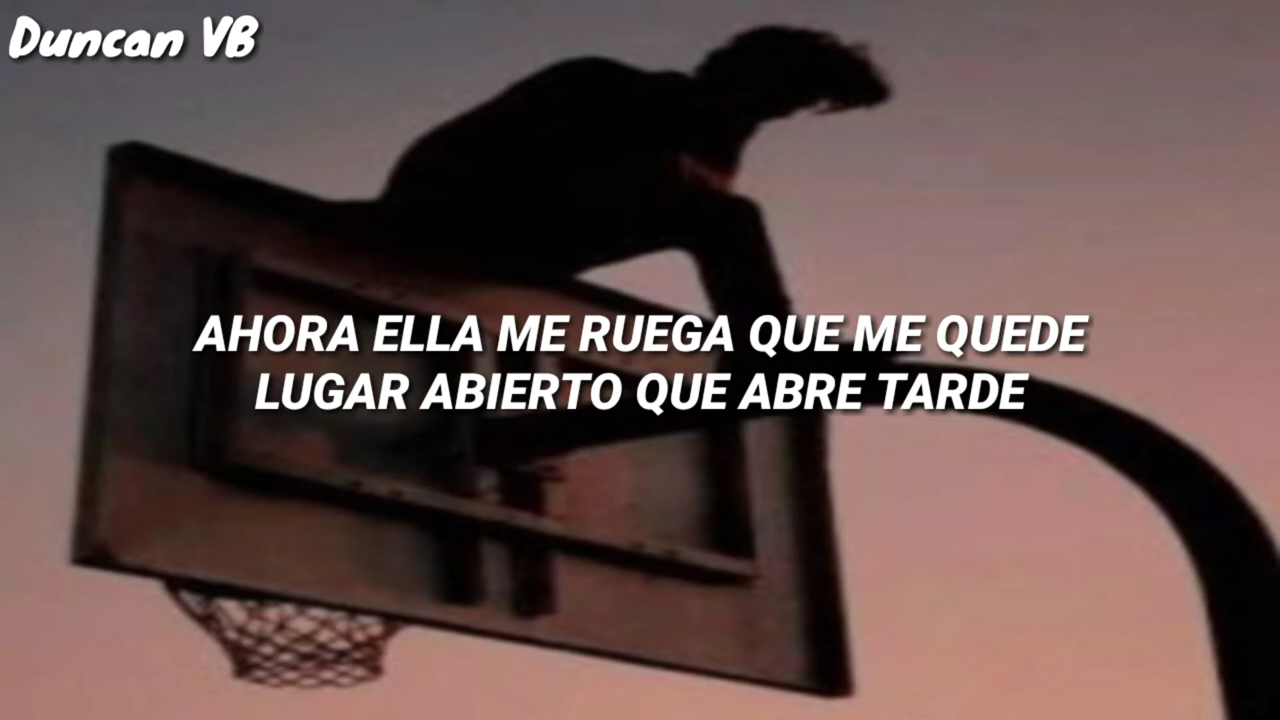 Duncan VB
AHORA ELLA ME RUEGA QUE ME QUEDE
LUGAR ABIERTO QUE ABRE TARDE